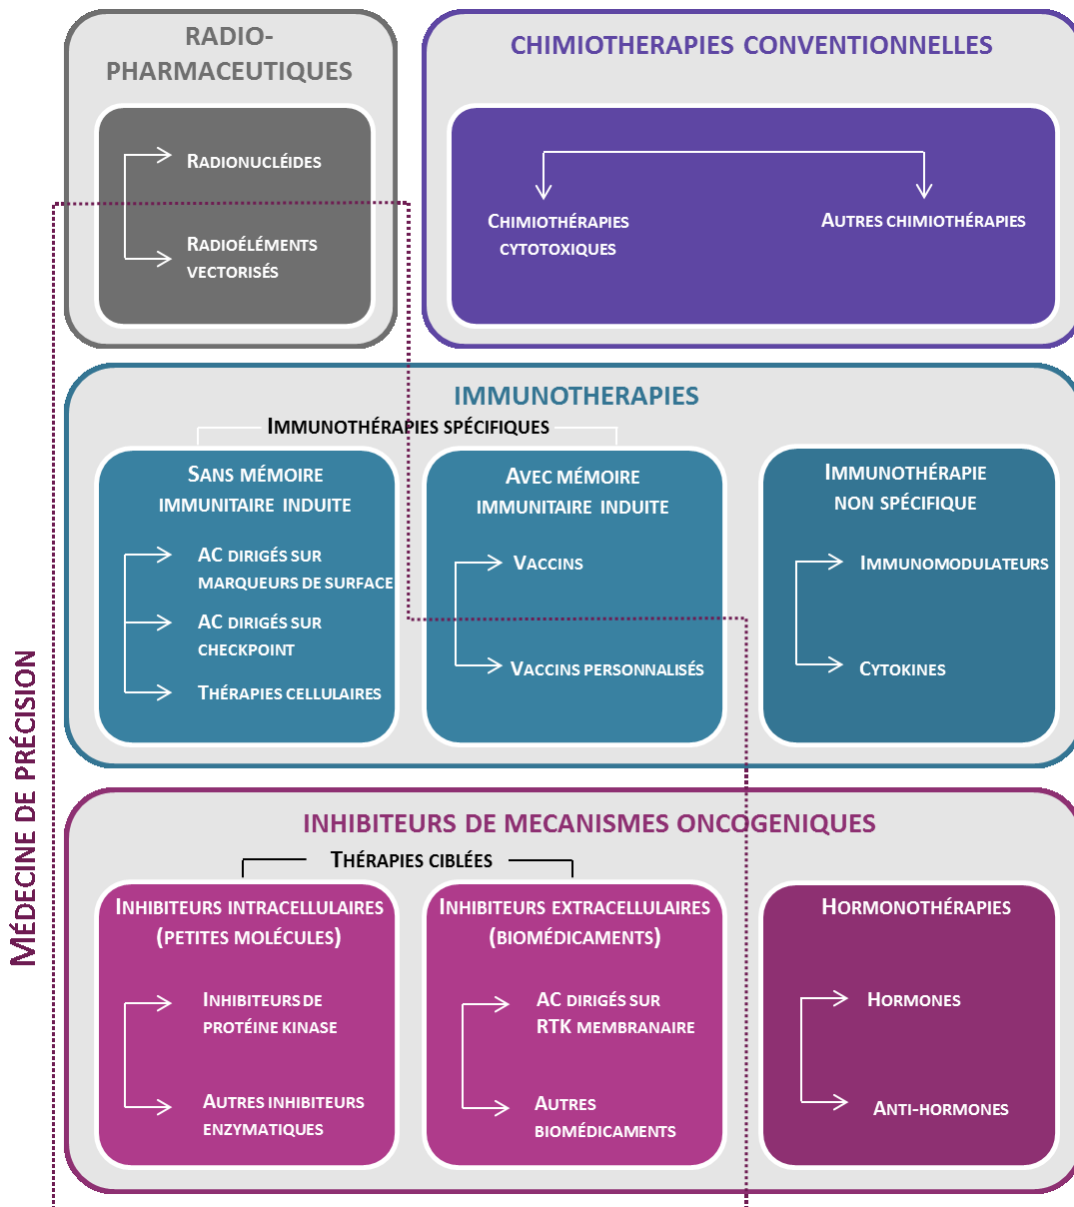 RADIO-
PHARMACEUTIQUES
RADIONUCLÉIDES
RADIOÉLÉMENTS
VECTORISÉS
CHIMIOTHERAPIES CONVENTIONNELLES
CHIMIOTHÉRAPIES
CYTOTOXIQUES
AUTRES CHIMIOTHÉRAPIES
IMMUNOTHERAPIES
IMMUNOTHÉRAPIES SPÉCIFIQUES
SANS MÉMOIRE
IMMUNITAIRE INDUITE
AC DIRIGÉS SUR
MARQUEURS DE SURFACE
AC DIRIGÉS SUR
CHECKPOINT
THÉRAPIES CELLULAIRES
AVEC MÉMOIRE
IMMUNITAIRE INDUITE
VACCINS
VACCINS PERSONNALISÉS
IMMUNOTHÉRAPIE
NON SPÉCIFIQUE
IMMUNOMODULATEURS
CYTOKINES
MÉDECINE DE PRÉCISION
INHIBITEURS DE MECANISMES ONCOGENIQUES
THÉRAPIES CIBLÉES
INHIBITEURS INTRACELLULAIRES
(PETITES MOLÉCULES)
INHIBITEURS DE
PROTÉINE KINASE
AUTRES INHIBITEURS
ENZYMATIQUES
INHIBITEURS EXTRACELLULAIRES
(BIOMÉDICAMENTS)
AC DIRIGÉS SUR
RTK MEMBRANAIRE
AUTRES
BIOMÉDICAMENTS
HORMONOTHÉRAPIES
HORMONES
ANTI-HORMONES